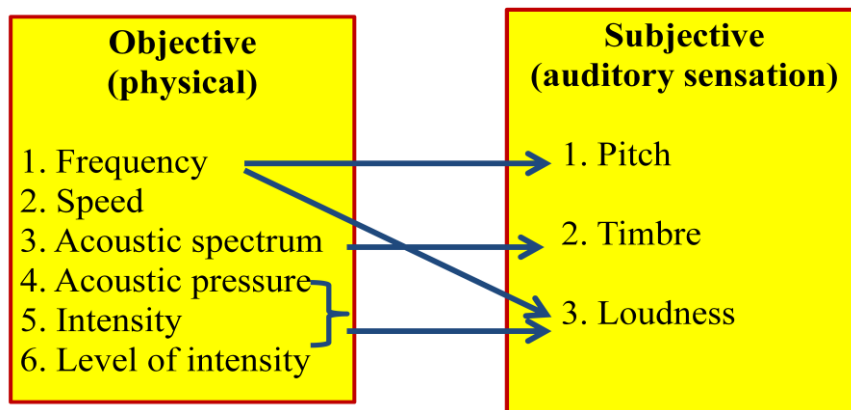 Objective
(physical)
1. Frequency
2. Speed
3. Acoustic spectrum
4. Acoustic pressure
5. Intensity
6. Level of intensity
Subjective
(auditory sensation)
1. Pitch
2. Timbre
3. Loudness